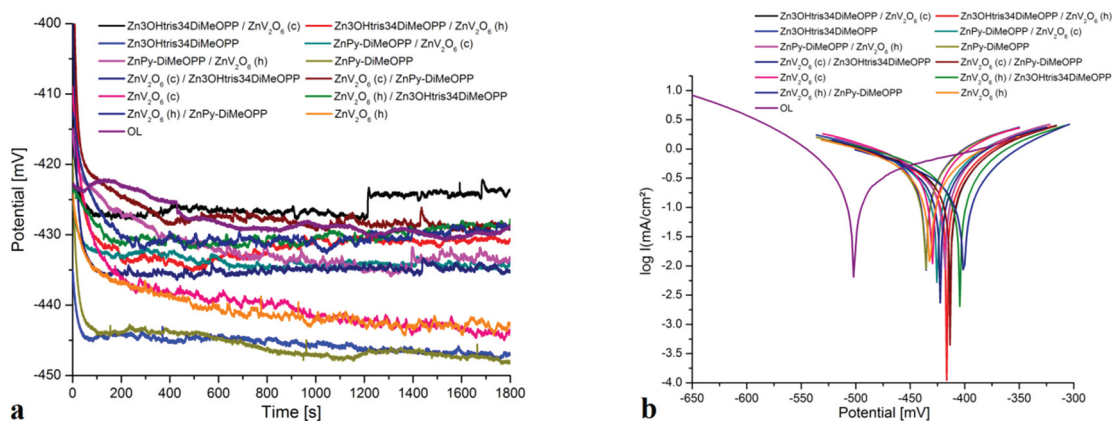 Zn3OHtris34DiMeOPP / ZnV₂O₆ (c) Zn3OHtris34DiMeOPP / ZnV₂O₆ (h)
Zn3OHtris34DiMeOPP ZnPy-DiMeOPP / ZnV₂O₆ (c)
ZnPy-DiMeOPP / ZnV₂O₆ (h) ZnPy-DiMeOPP
ZnV₂O₆ (c) / Zn3OHtris34DiMeOPP ZnV₂O₆ (c) / ZnPy-DiMeOPP
ZnV₂O₆ (c) ZnV₂O₆ (h) / Zn3OHtris34DiMeOPP
ZnV₂O₆ (h) / ZnPy-DiMeOPP ZnV₂O₆ (h)
OL
-400
-410
-420
-430
-440
-450
Potential [mV]
0 200 400 600 800 1000 1200 1400 1600 1800
Time [s]
a
Zn3OHtris34DiMeOPP / ZnV₂O₆ (c) Zn3OHtris34DiMeOPP / ZnV₂O₆ (h)
Zn3OHtris34DiMeOPP ZnPy-DiMeOPP / ZnV₂O₆ (c)
ZnPy-DiMeOPP / ZnV₂O₆ (h) ZnPy-DiMeOPP
ZnV₂O₆ (c) / Zn3OHtris34DiMeOPP ZnV₂O₆ (c) / ZnPy-DiMeOPP
ZnV₂O₆ (c) ZnV₂O₆ (h) / Zn3OHtris34DiMeOPP
ZnV₂O₆ (h) / ZnPy-DiMeOPP ZnV₂O₆ (h)
OL
1.0
0.5
0.0
-0.5
-1.0
-1.5
-2.0
-2.5
-3.0
-3.5
-4.0
log (mA/cm²)
-650 -600 -550 -500 -450 -400 -350 -300
Potential [mV]
b